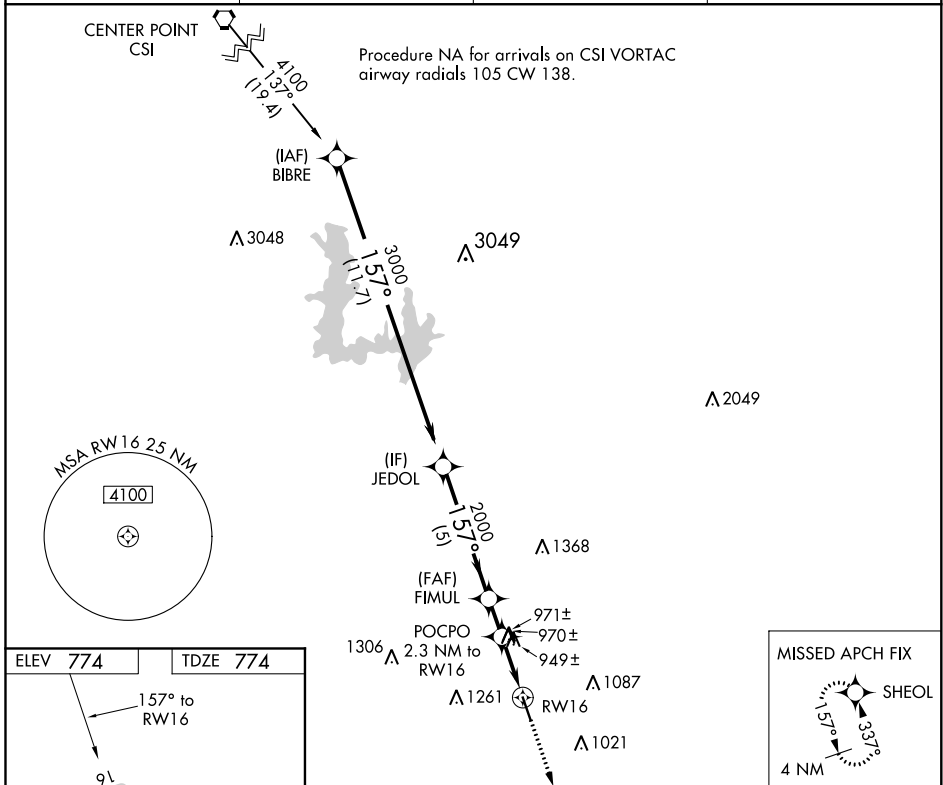 CENTER POINT
CSI
Procedure NA for arrivals on CSI VORTAC
airway radials 105 CW 138.
4100
137°
(19.4)
(IAF)
BIBRE
3048
3049
3000
157°
(11.7)
2049
MSA RW16 25 NM
4100
(IF)
JEDOL
2000
157°
(5)
1368
(FAF)
FIMUL
971±
970±
949±
POCPO
2.3 NM to
RW16
1306
1087
1261
RW16
1021
ELEV 774
TDZE 774
157° to
RW16
16
MISSED APCH FIX
SHEOL
157°
337°
4 NM